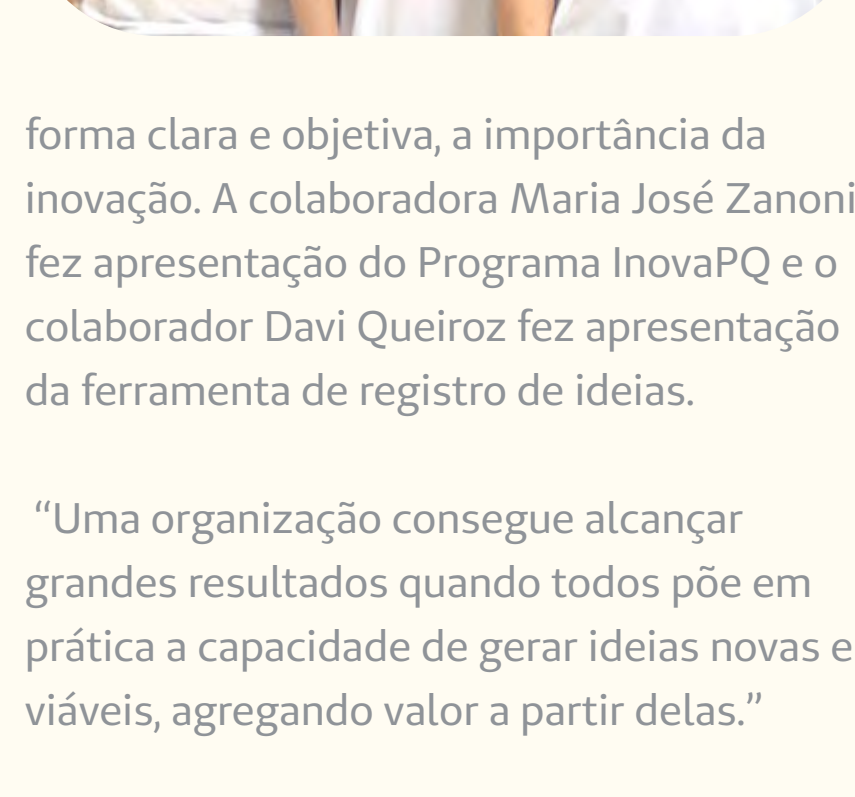 forma clara e objetiva, a importância da
inovação. A colaboradora Maria José Zanoni
fez apresentação do Programa InovaPQ e o
colaborador Davi Queiroz fez apresentação
da ferramenta de registro de ideias.
“Uma organização consegue alcançar
grandes resultados quando todos põe em
prática a capacidade de gerar ideias novas e
viáveis, agregando valor a partir delas.”